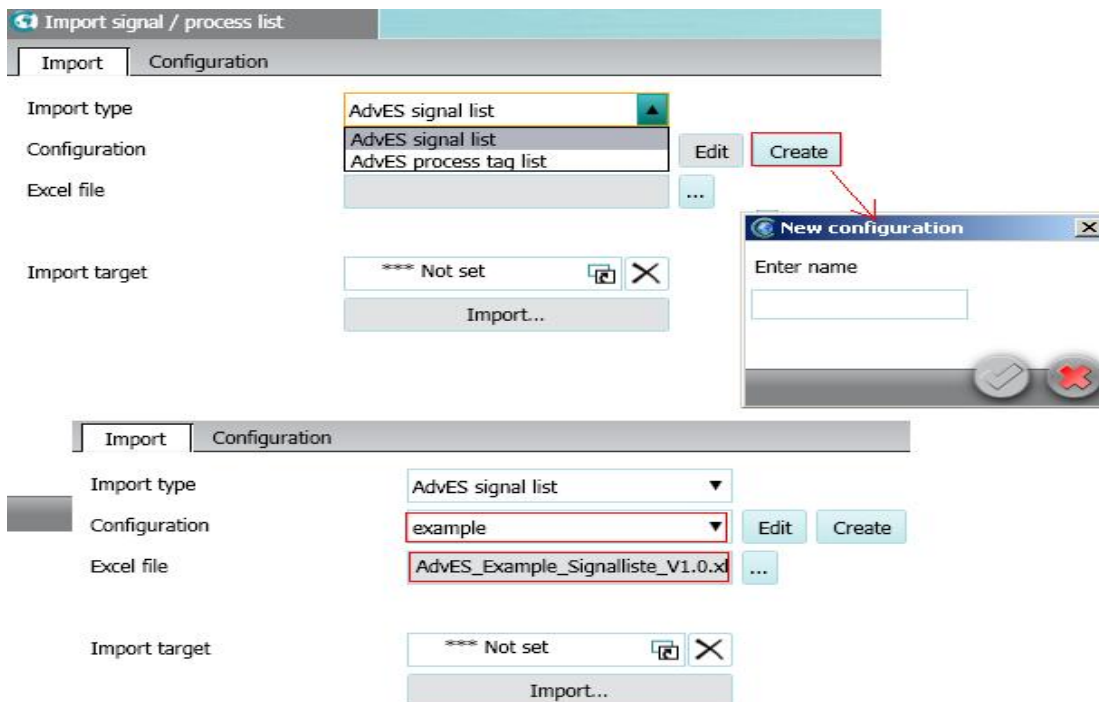 Import signal / process list
Import Configuration
Import type AdvES signal list
AdvES signal list
Configuration AdvES process tag list Edit Create
Excel file ...
New configuration
Enter name
Import target *** Not set
Import...
Import Configuration
Import type AdvES signal list
Configuration example Edit Create
Excel file AdvES_Example_Signalliste_V1.0.xl ...
Import target *** Not set
Import...